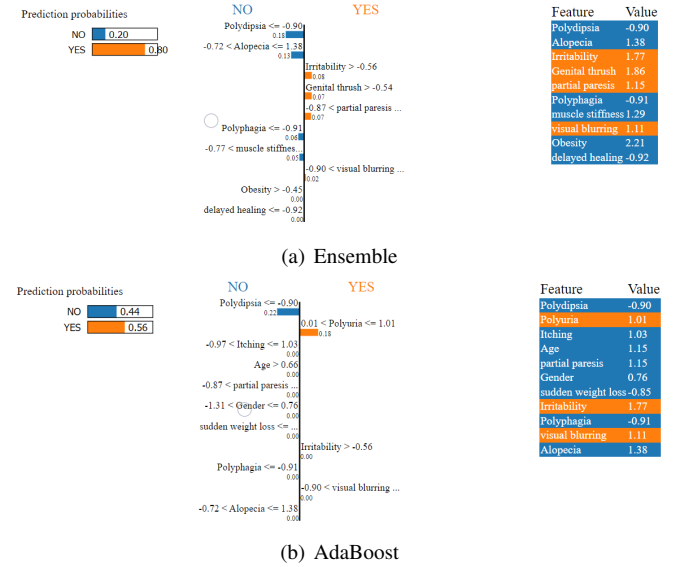 Prediction probabilities
NO 0.20
YES 0.80
NO YES
Polydipsia <= -0.90
0.18
-0.72 < Alopecia <= 1.38
0.13
Irritability > -0.56
0.08
Genital thrush > -0.54
0.07
-0.87 < partial paresis ...
0.07
Polyphagia <= -0.91
0.06
-0.77 < muscle stiffnes...
0.05
-0.90 < visual blurring ...
0.02
Obesity > -0.45
0.00
delayed healing <= -0.92
0.00
Feature Value
Polydipsia -0.90
Alopecia 1.38
Irritability 1.77
Genital thrush 1.86
partial paresis 1.15
Polyphagia -0.91
muscle stiffness 1.29
visual blurring 1.11
Obesity 2.21
delayed healing -0.92
(a) Ensemble
Prediction probabilities
NO 0.44
YES 0.56
NO YES
Polydipsia <= -0.90
0.22
0.01 < Polyuria <= 1.01
0.18
-0.97 < Itching <= 1.03
0.00
Age > 0.66
0.00
-0.87 < partial paresis ...
0.00
-1.31 < Gender <= 0.76
0.00
sudden weight loss <= ...
0.00
Irritability > -0.56
0.00
Polyphagia <= -0.91
0.00
-0.90 < visual blurring ...
0.00
-0.72 < Alopecia <= 1.38
0.00
Feature Value
Polydipsia -0.90
Polyuria 1.01
Itching 1.03
Age 1.15
partial paresis 1.15
Gender 0.76
sudden weight loss -0.85
Irritability 1.77
Polyphagia -0.91
visual blurring 1.11
Alopecia 1.38
(b) AdaBoost